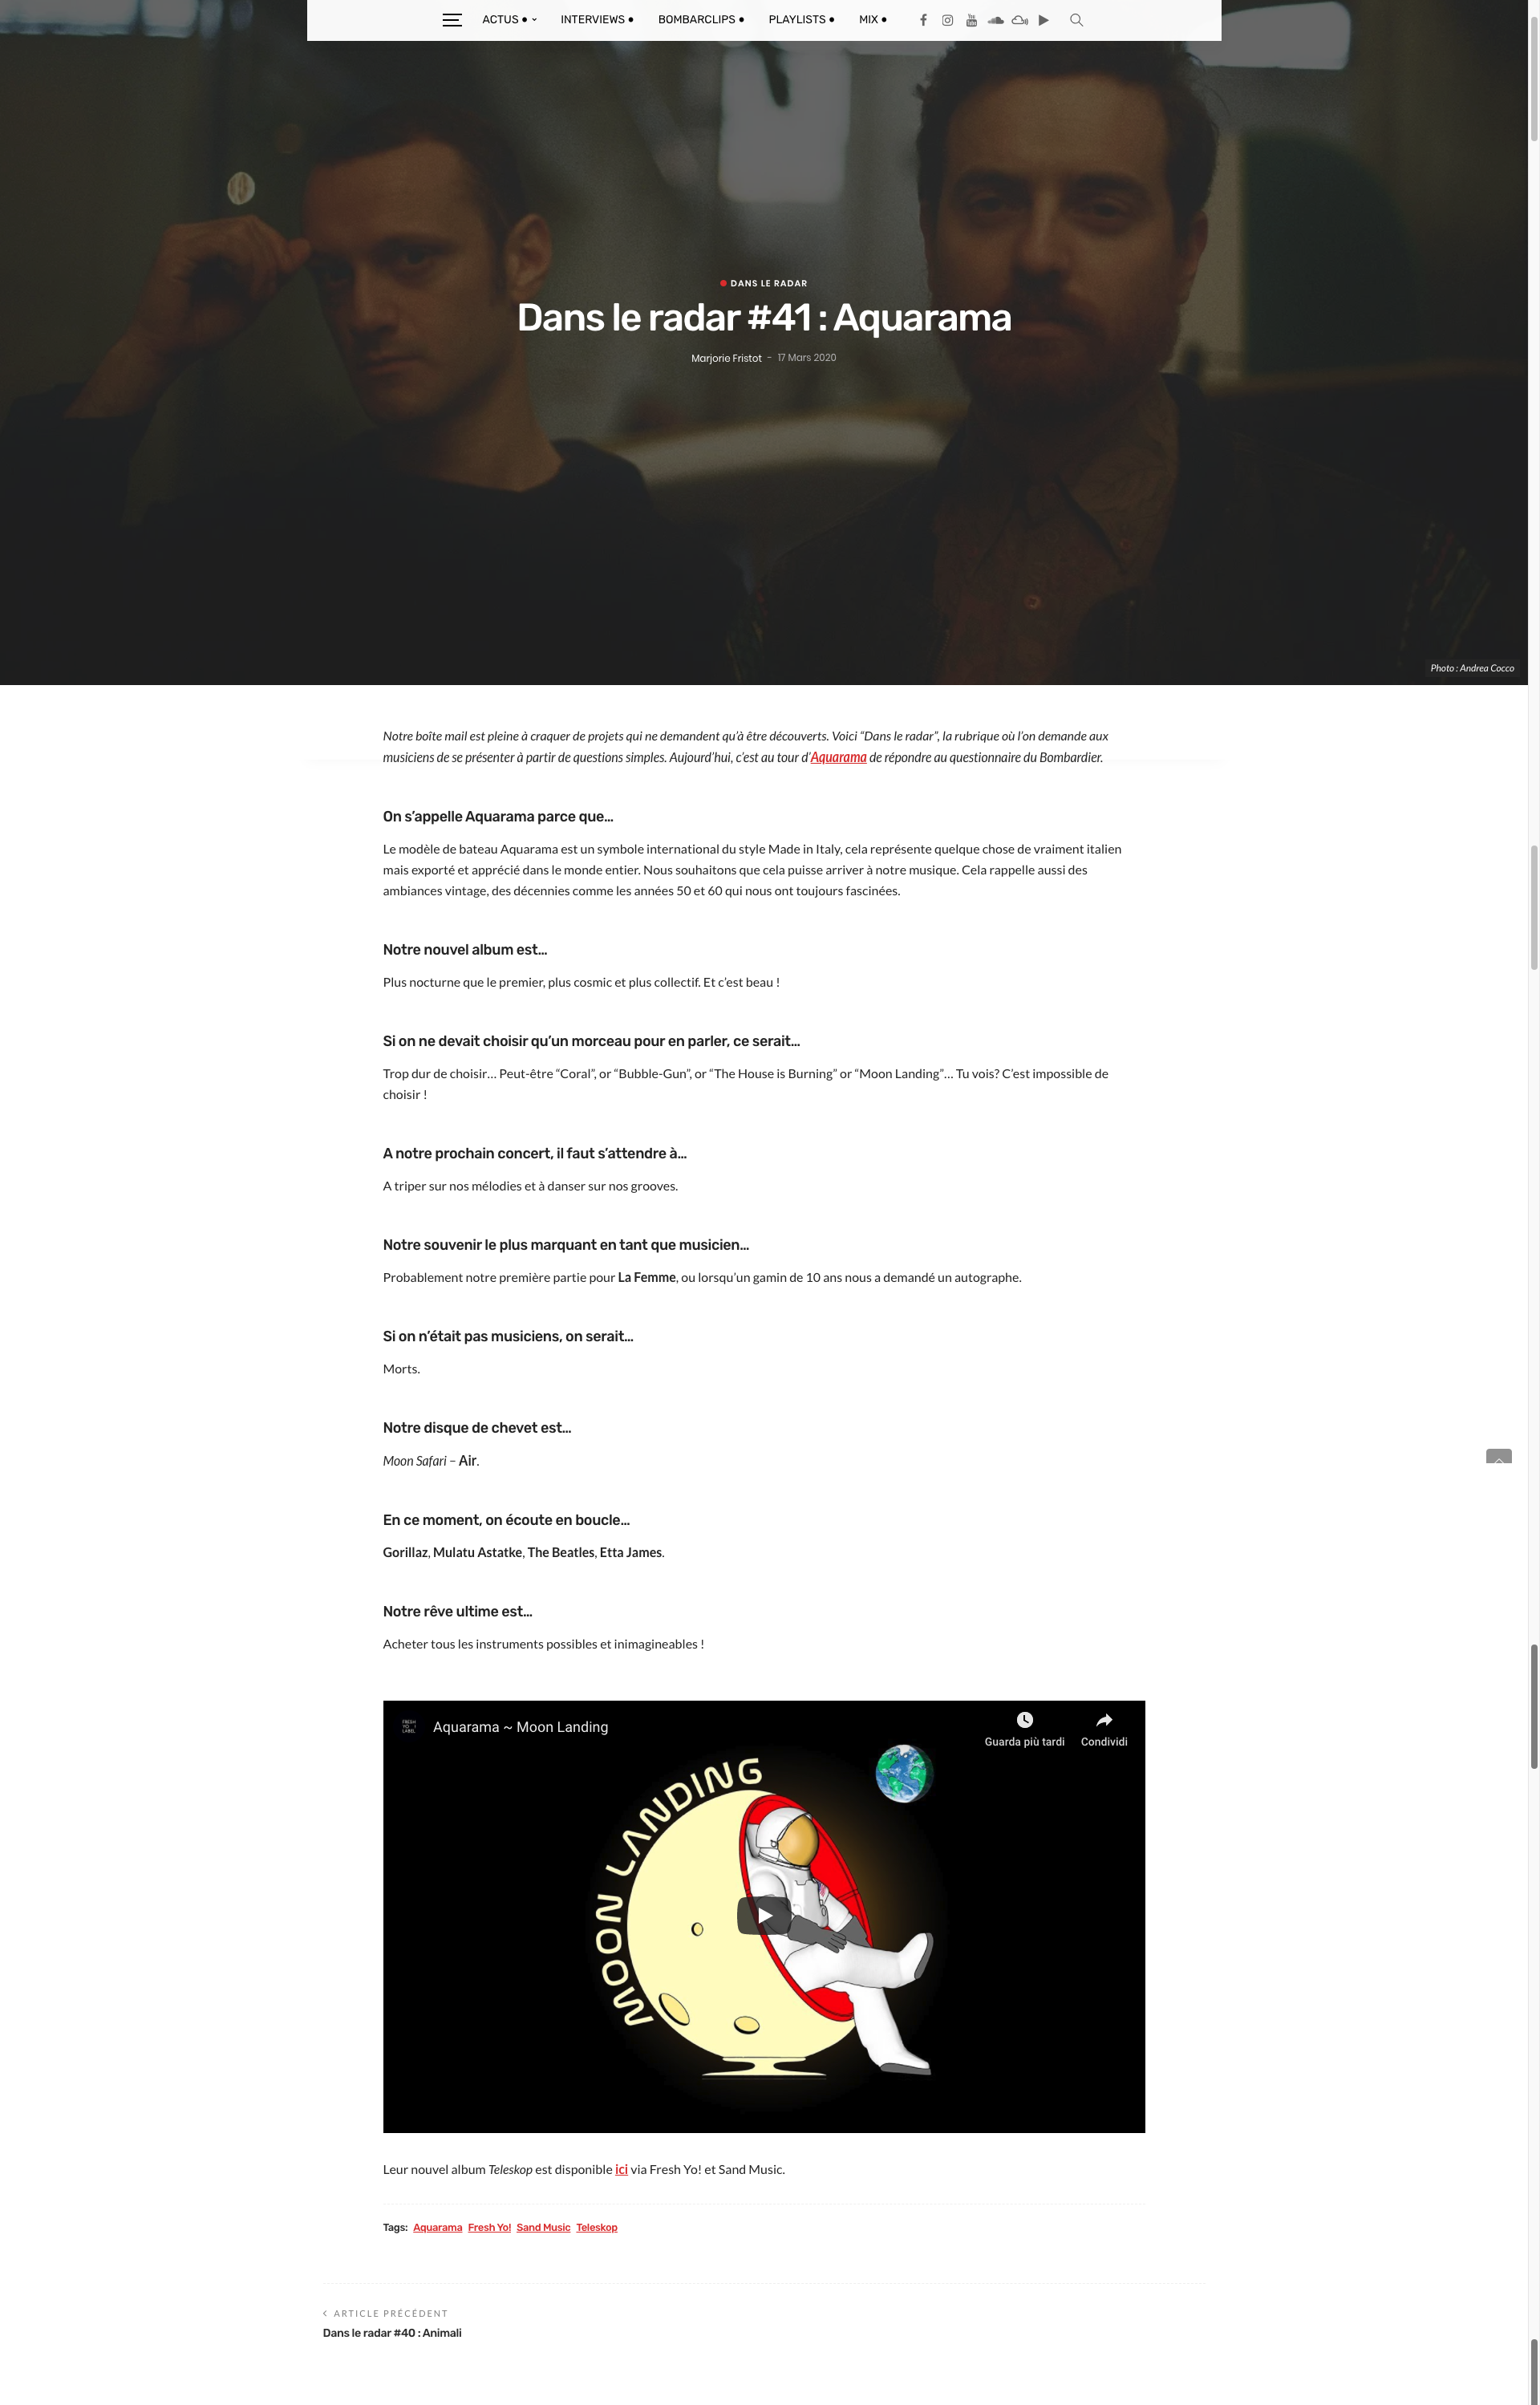 ACTUS ●
INTERVIEWS ●
BOMBARCLIPS ●
PLAYLISTS ●
MIX ●
DANS LE RADAR
Dans le radar #41 : Aquarama
Marjorie Fristot - 17 Mars 2020
Photo : Andrea Cocco
Notre boîte mail est pleine à craquer de projets qui ne demandent qu’à être découverts. Voici “Dans le radar”, la rubrique où l’on demande aux
musiciens de se présenter à partir de questions simples. Aujourd’hui, c’est au tour d’Aquarama de répondre au questionnaire du Bombardier.
On s’appelle Aquarama parce que…
Le modèle de bateau Aquarama est un symbole international du style Made in Italy, cela représente quelque chose de vraiment italien
mais exporté et apprécié dans le monde entier. Nous souhaitons que cela puisse arriver à notre musique. Cela rappelle aussi des
ambiances vintage, des décennies comme les années 50 et 60 qui nous ont toujours fascinées.
Notre nouvel album est…
Plus nocturne que le premier, plus cosmic et plus collectif. Et c’est beau !
Si on ne devait choisir qu’un morceau pour en parler, ce serait…
Trop dur de choisir… Peut-être “Coral”, or “Bubble-Gun”, or “The House is Burning” or “Moon Landing”… Tu vois? C’est impossible de
choisir !
A notre prochain concert, il faut s’attendre à…
A triper sur nos mélodies et à danser sur nos grooves.
Notre souvenir le plus marquant en tant que musicien…
Probablement notre première partie pour La Femme, ou lorsqu’un gamin de 10 ans nous a demandé un autographe.
Si on n’était pas musiciens, on serait…
Morts.
Notre disque de chevet est…
Moon Safari – Air.
En ce moment, on écoute en boucle…
Gorillaz, Mulatu Astatke, The Beatles, Etta James.
Notre rêve ultime est…
Acheter tous les instruments possibles et inimagineables !
FRESH
YO !
LABEL
Aquarama ~ Moon Landing
Guarda più tardi
Condividi
MOON LANDING
Leur nouvel album Teleskop est disponible ici via Fresh Yo! et Sand Music.
Tags: Aquarama Fresh Yo! Sand Music Teleskop
ARTICLE PRÉCÉDENT
Dans le radar #40 : Animali